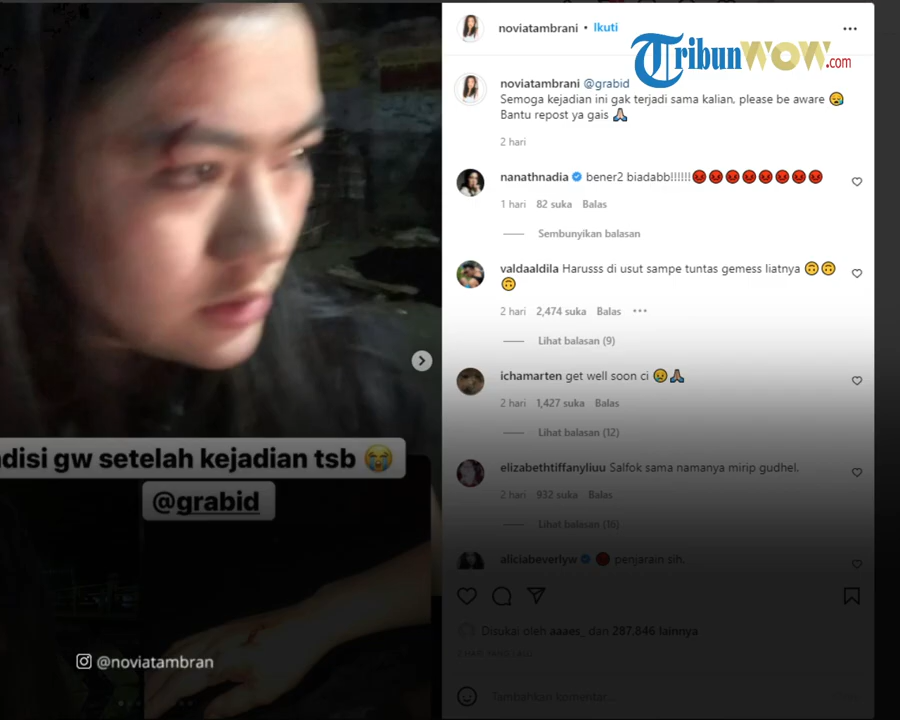 noviatambrani • Ikuti
TribunWOW.com
noviatambrani @grabid
Semoga kejadian ini gak terjadi sama kalian, please be aware 😪
Bantu repost ya gais 🙏🏽
2 hari
nanathnadia bener2 biadabb!!!!!!😡😡😡😡😡😡😡😡
1 hari 82 suka Balas
Sembunyikan balasan
valdaaldila Harusss di usut sampe tuntas gemess liatnya 🙃🙃
🙃
2 hari 2,474 suka Balas •••
Lihat balasan (9)
ichamarten get well soon ci 😢🙏🏽
2 hari 1,427 suka Balas
Lihat balasan (12)
elizabethtiffanyliuu Salfok sama namanya mirip gudhel.
2 hari 932 suka Balas
Lihat balasan (16)
aliciabeverlyw 😡 penjarain sih.
Disukai oleh aaaes_ dan 287.846 lainnya
2 HARI YANG LALU
Tambahkan komentar...
disi gw setelah kejadian tsb 😭
@grabid
@noviatambran